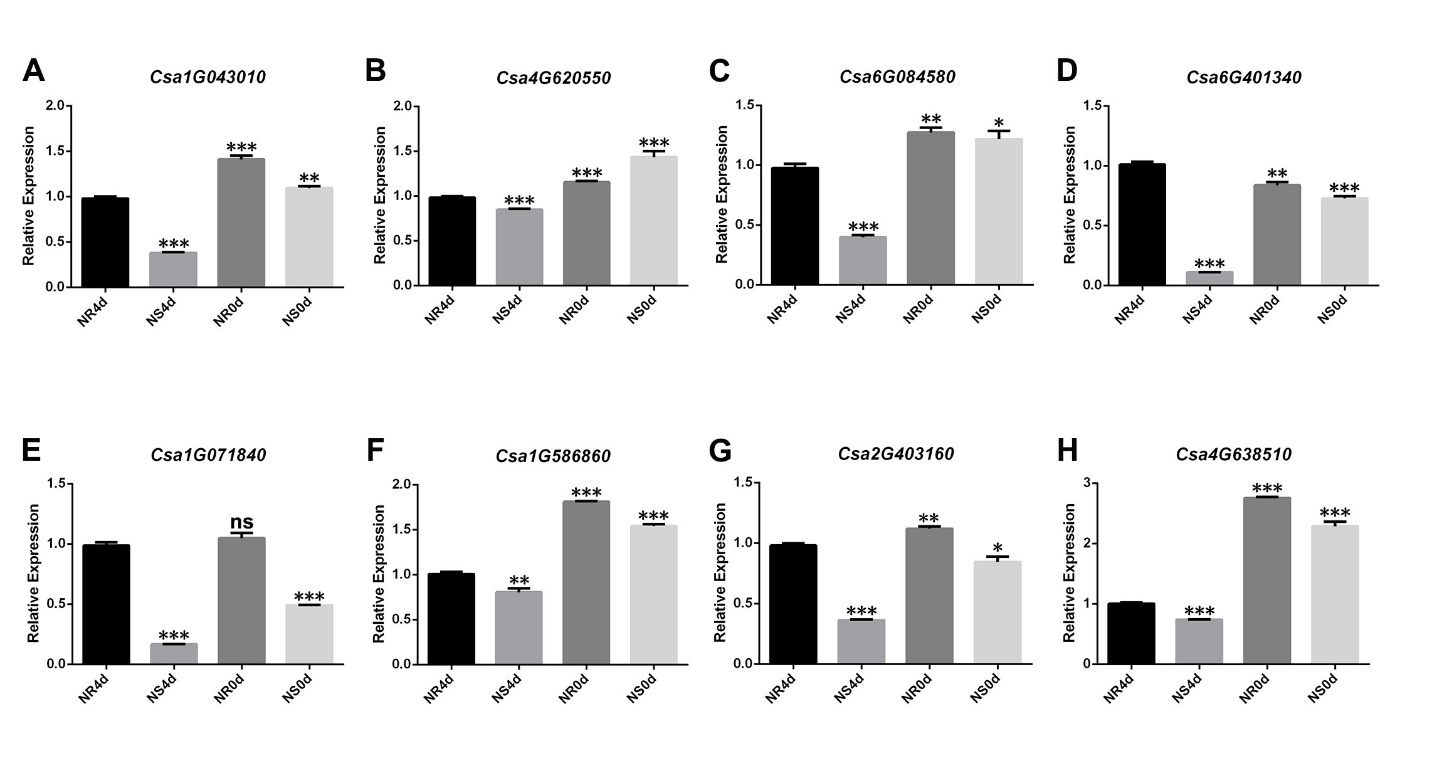 A
Csa1G043010
Relative Expression
2.0
1.5
1.0
0.5
0.0
***
***
**
NR4d
NS4d
NR0d
NS0d
B
Csa4G620550
Relative Expression
2.0
1.5
1.0
0.5
0.0
***
***
***
NR4d
NS4d
NR0d
NS0d
C
Csa6G084580
Relative Expression
1.5
1.0
0.5
0.0
***
**
*
NR4d
NS4d
NR0d
NS0d
D
Csa6G401340
Relative Expression
1.5
1.0
0.5
0.0
***
**
***
NR4d
NS4d
NR0d
NS0d
E
Csa1G071840
Relative Expression
1.5
1.0
0.5
0.0
***
ns
***
NR4d
NS4d
NR0d
NS0d
F
Csa1G586860
Relative Expression
2.0
1.5
1.0
0.5
0.0
**
***
***
NR4d
NS4d
NR0d
NS0d
G
Csa2G403160
Relative Expression
1.5
1.0
0.5
0.0
***
**
*
NR4d
NS4d
NR0d
NS0d
H
Csa4G638510
Relative Expression
3
2
1
0
***
***
***
NR4d
NS4d
NR0d
NS0d